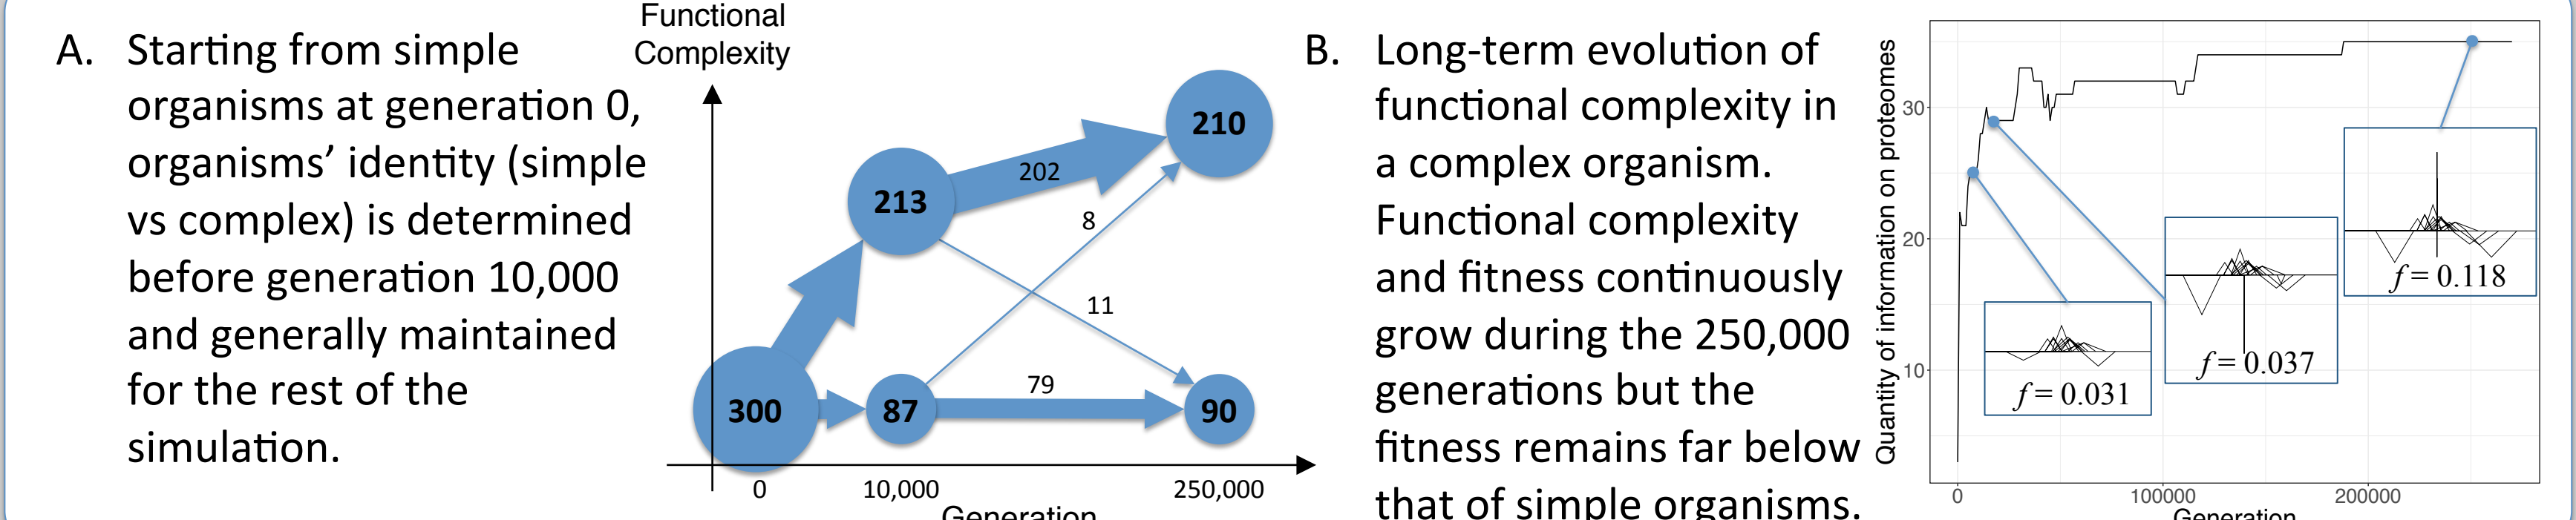 A. Starting from simple
organisms at generation 0,
organisms’ identity (simple
vs complex) is determined
before generation 10,000
and generally maintained
for the rest of the
simulation.
Functional
Complexity
210
213
202
8
11
300
87
79
90
0
10,000
250,000
Generation
B. Long-term evolution of
functional complexity in
a complex organism.
Functional complexity
and fitness continuously
grow during the 250,000
generations but the
fitness remains far below
that of simple organisms.
Quantity of information on proteomes
30
20
10
f = 0.118
f = 0.037
f = 0.031
0
100000
200000
Generation